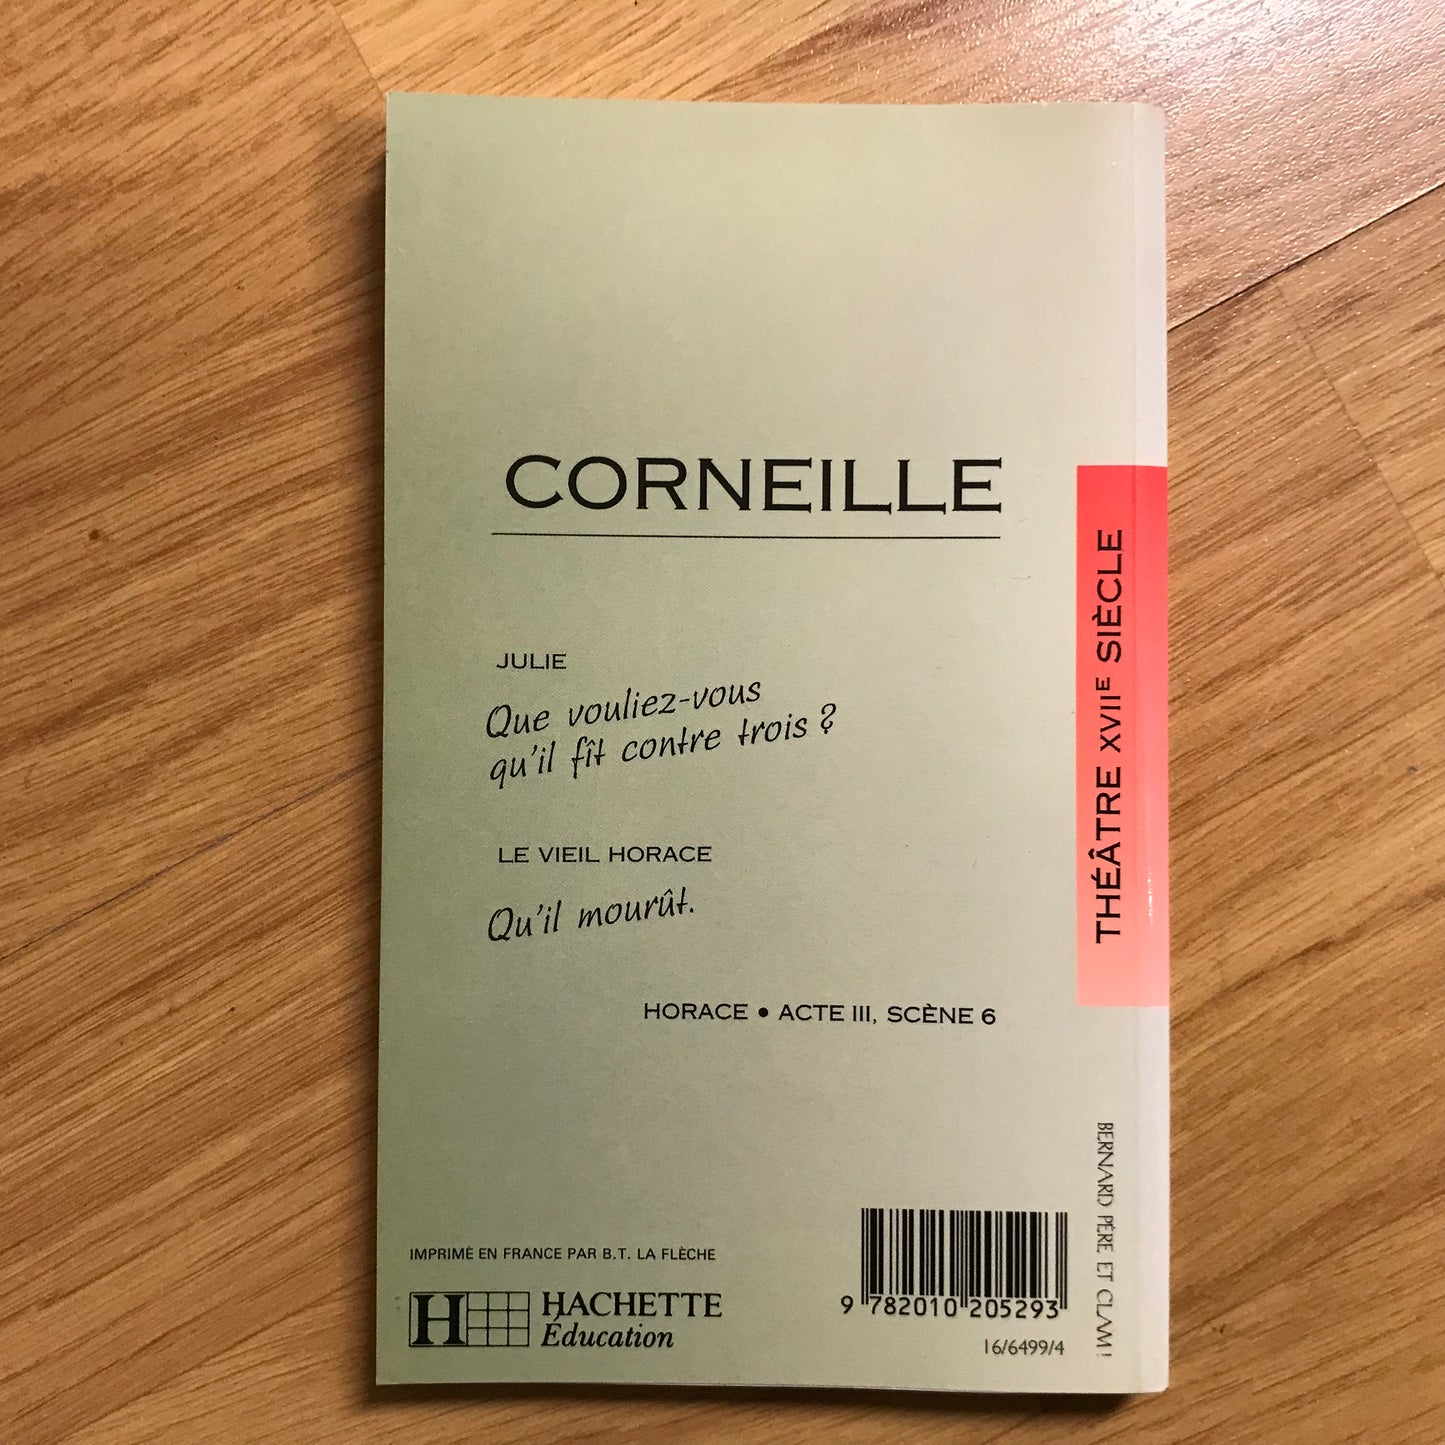 CORNEILLE
JULIE
Que vouliez-vous
qu'il fît contre trois ?
LE VIEIL HORACE
Qu'il mourût.
HORACE • ACTE III, SCÈNE 6
THÉÂTRE XVIIE SIÈCLE
BERNARD PÈRE ET CLAM !
IMPRIMÉ EN FRANCE PAR B.T. LA FLÈCHE
H
HACHETTE
Éducation
9 782010 205293
16/6499/4